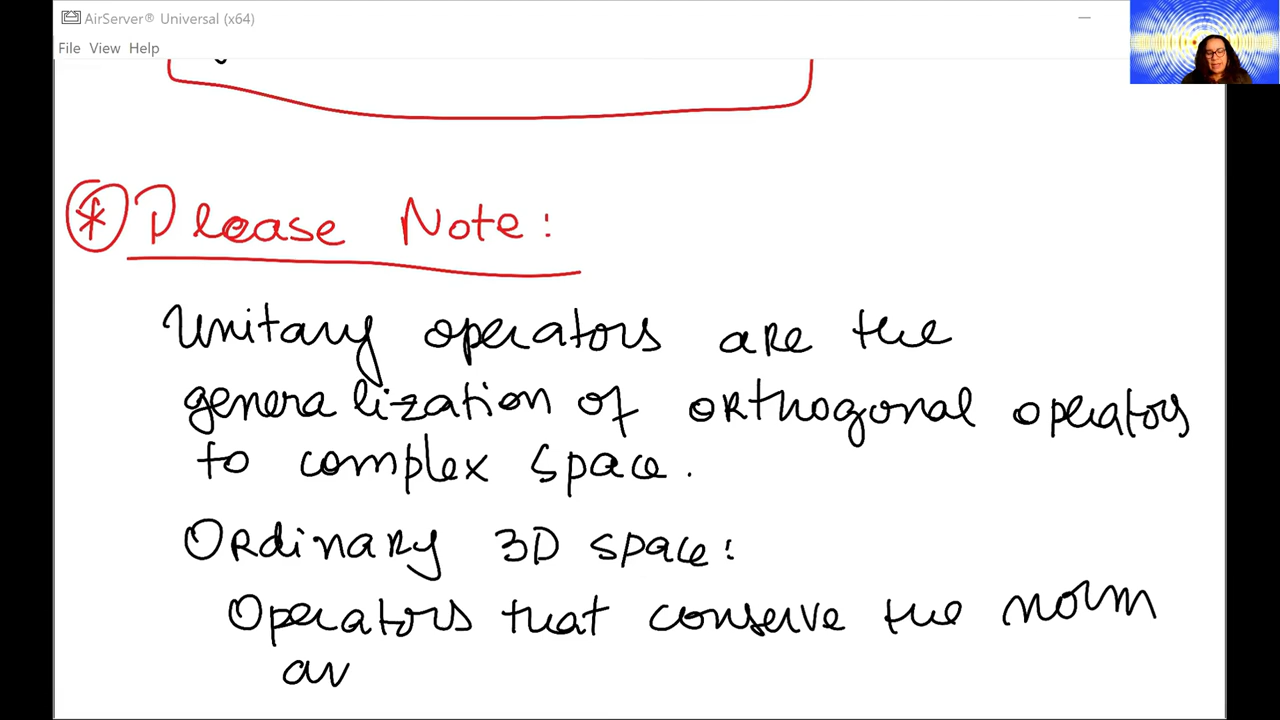 AirServer® Universal (x64)
File View Help
* Please Note:
Unitary operators are the
generalization of orthogonal operators
to complex space.
Ordinary 3D space:
Operators that conserve the norm
an